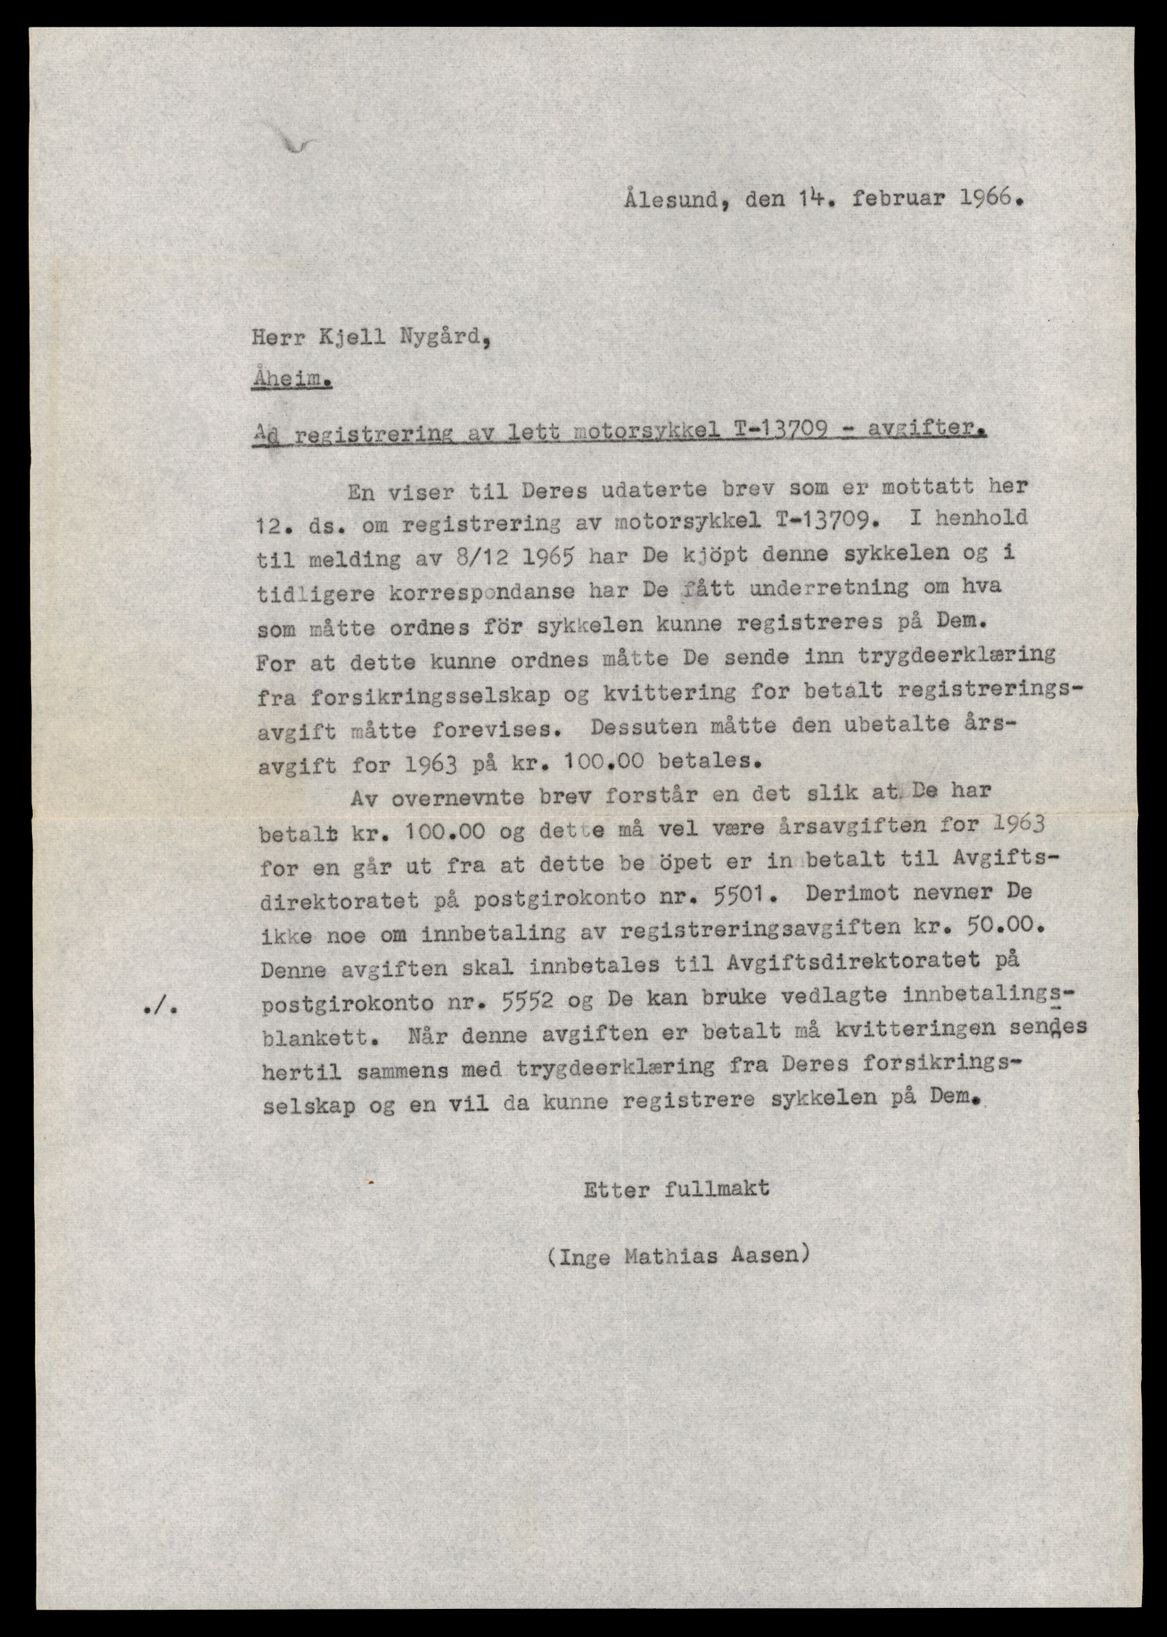 Ålesund, den 14. februar 1966.
Herr Kjell Nygård,
Åheim.
Ad registrering av lett motorsykkel T-13709 - avgifter.
En viser til Deres udaterte brev som er mottatt her
12. ds. om registrering av motorsykkel T-13709. I henhold
til melding av 8/12 1965 har De kjöpt denne sykkelen og i
tidligere korrespondanse har De fått underretning om hva
som måtte ordnes för sykkelen kunne registreres på Dem.
For at dette kunne ordnes måtte De sende inn trygdeerklæring
fra forsikringsselskap og kvittering for betalt registrerings-
avgift måtte forevises. Dessuten måtte den ubetalte års-
avgift for 1963 på kr. 100.00 betales.
Av overnevnte brev forstår en det slik at De har
betalt kr. 100.00 og dette må vel være årsavgiften for 1963
for en går ut fra at dette belöpet er innbetalt til Avgifts-
direktoratet på postgirokonto nr. 5501. Derimot nevner De
ikke noe om innbetaling av registreringsavgiften kr. 50.00.
Denne avgiften skal innbetales til Avgiftsdirektoratet på
./. postgirokonto nr. 5552 og De kan bruke vedlagte innbetalings-
blankett. Når denne avgiften er betalt må kvitteringen sendes
hertil sammens med trygdeerklæring fra Deres forsikrings-
selskap og en vil da kunne registrere sykkelen på Dem.
Etter fullmakt
(Inge Mathias Aasen)